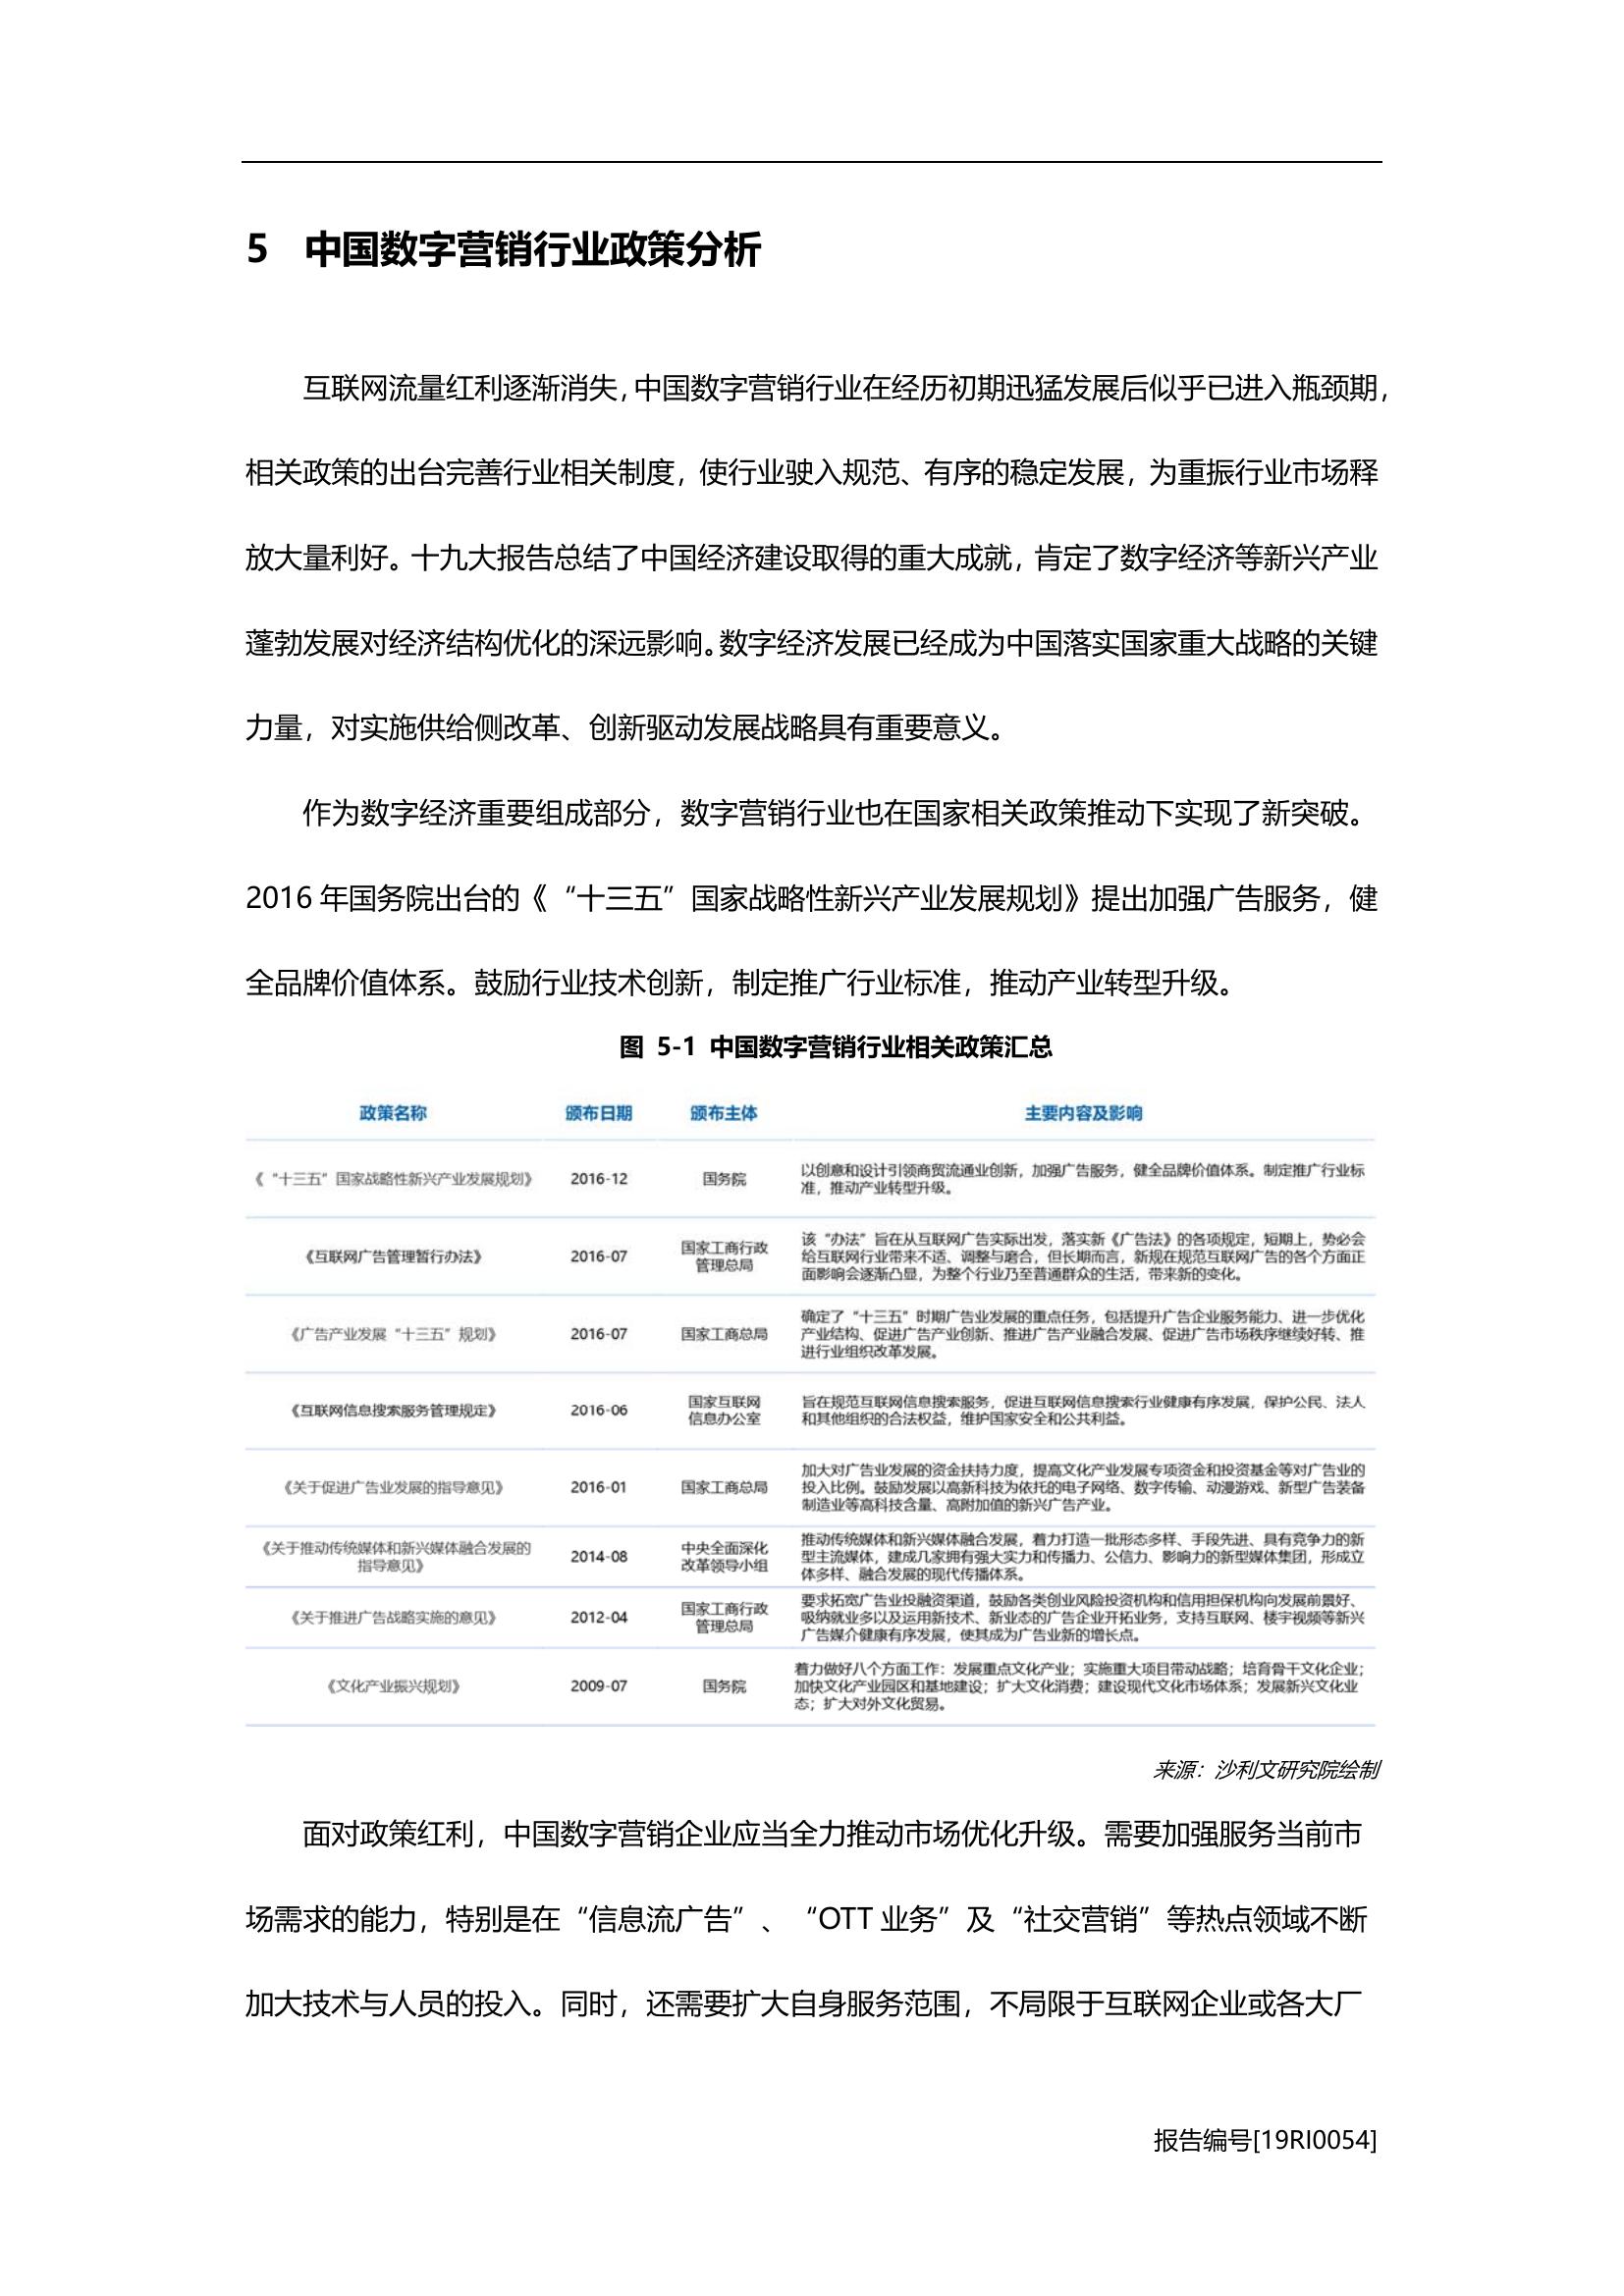 5 中国数字营销行业政策分析
互联网流量红利逐渐消失，中国数字营销行业在经历初期迅猛发展后似乎已进入瓶颈期，
相关政策的出台完善行业相关制度，使行业驶入规范、有序的稳定发展，为重振行业市场释
放大量利好。十九大报告总结了中国经济建设取得的重大成就，肯定了数字经济等新兴产业
蓬勃发展对经济结构优化的深远影响。数字经济发展已经成为中国落实国家重大战略的关键
力量，对实施供给侧改革、创新驱动发展战略具有重要意义。
作为数字经济重要组成部分，数字营销行业也在国家相关政策推动下实现了新突破。
2016 年国务院出台的《“十三五”国家战略性新兴产业发展规划》提出加强广告服务，健
全品牌价值体系。鼓励行业技术创新，制定推广行业标准，推动产业转型升级。
图 5-1 中国数字营销行业相关政策汇总
政策名称 颁布日期 颁布主体 主要内容及影响
《“十三五”国家战略性新兴产业发展规划》 2016-12 国务院 以创意和设计引领商贸流通业创新，加强广告服务，健全品牌价值体系。制定推广行业标
准，推动产业转型升级。
《互联网广告管理暂行办法》 2016-07 国家工商行政
管理总局
该“办法”旨在从互联网广告实际出发，落实新《广告法》的各项规定，短期上，势必会
给互联网行业带来不适、调整与磨合，但长期而言，新规在规范互联网广告的各个方面正
面影响会逐渐凸显，为整个行业乃至普通群众的生活，带来新的变化。
《广告产业发展“十三五”规划》 2016-07 国家工商总局
确定了“十三五”时期广告业发展的重点任务，包括提升广告企业服务能力、进一步优化
产业结构、促进广告产业创新、推进广告产业融合发展、促进广告市场秩序继续好转、推
进行业组织改革发展。
《互联网信息搜索服务管理规定》 2016-06 国家互联网
信息办公室
旨在规范互联网信息搜索服务，促进互联网信息搜索行业健康有序发展，保护公民、法人
和其他组织的合法权益，维护国家安全和公共利益。
《关于促进广告业发展的指导意见》 2016-01 国家工商总局
加大对广告业发展的资金扶持力度，提高文化产业发展专项资金和投资基金等对广告业的
投入比例。鼓励发展以高新科技为依托的电子网络、数字传输、动漫游戏、新型广告装备
制造业等高科技含量、高附加值的新兴广告产业。
《关于推动传统媒体和新兴媒体融合发展的
指导意见》 2014-08 中央全面深化
改革领导小组
推动传统媒体和新兴媒体融合发展，着力打造一批形态多样、手段先进、具有竞争力的新
型主流媒体，建成几家拥有强大实力和传播力、公信力、影响力的新型媒体集团，形成立
体多样、融合发展的现代传播体系。
《关于推进广告战略实施的意见》 2012-04 国家工商行政
管理总局
要求拓宽广告业投融资渠道，鼓励各类创业风险投资机构和信用担保机构向发展前景好、
吸纳就业多以及运用新技术、新业态的广告企业开拓业务，支持互联网、楼宇视频等新兴
广告媒介健康有序发展，使其成为广告业新的增长点。
《文化产业振兴规划》 2009-07 国务院
着力做好八个方面工作：发展重点文化产业；实施重大项目带动战略；培育骨干文化企业；
加快文化产业园区和基地建设；扩大文化消费；建设现代文化市场体系；发展新兴文化业
态；扩大对外文化贸易。
来源：沙利文研究院绘制
面对政策红利，中国数字营销企业应当全力推动市场优化升级。需要加强服务当前市
场需求的能力，特别是在“信息流广告”、“OTT 业务”及“社交营销”等热点领域不断
加大技术与人员的投入。同时，还需要扩大自身服务范围，不局限于互联网企业或各大厂
报告编号[19RI0054]